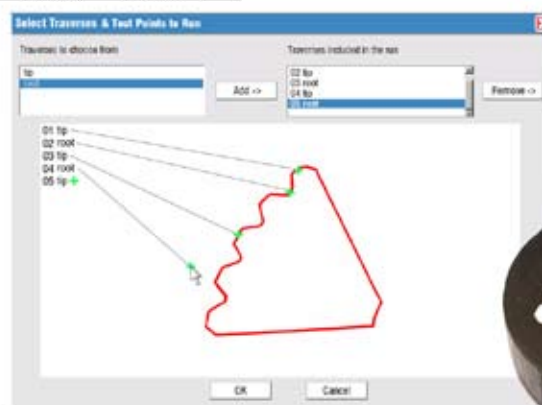 Select Traverses & Test Points to Run
Traverses to choose from:
Traverses included in the run
tip
root
Add ->
02 tip
03 root
04 tip
05 root
Remove ->
01 tip
02 root
03 tip
04 root
05 tip
OK
Cancel